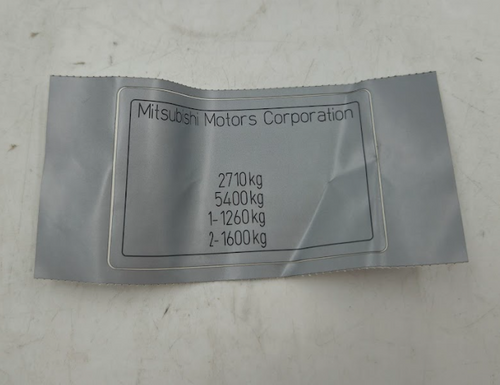 Mitsubishi Motors Corporation
2710kg
5400kg
1-1260kg
2-1600kg